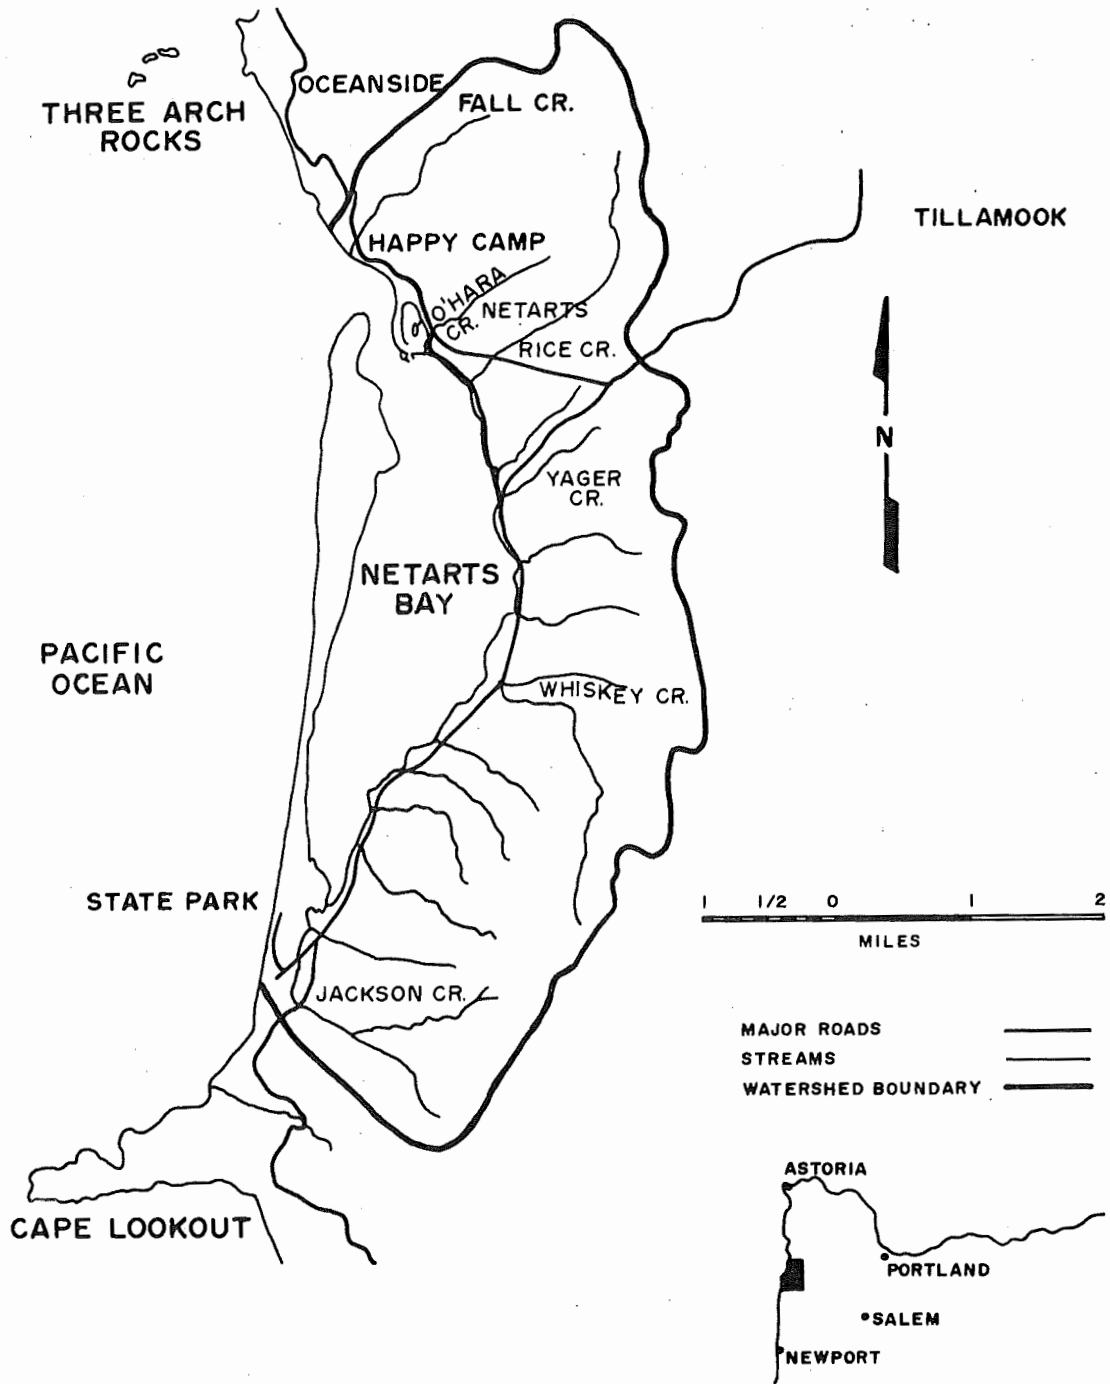 OCEANSIDE
FALL CR.
THREE ARCH
ROCKS
TILLAMOOK
HAPPY CAMP
O'HARA
CR.
NETARTS
RICE CR.
N
YAGER
CR.
NETARTS
BAY
PACIFIC
OCEAN
WHISKEY CR.
STATE PARK
1 1/2 0 1 2
MILES
JACKSON CR.
MAJOR ROADS
STREAMS
WATERSHED BOUNDARY
CAPE LOOKOUT
ASTORIA
PORTLAND
SALEM
NEWPORT